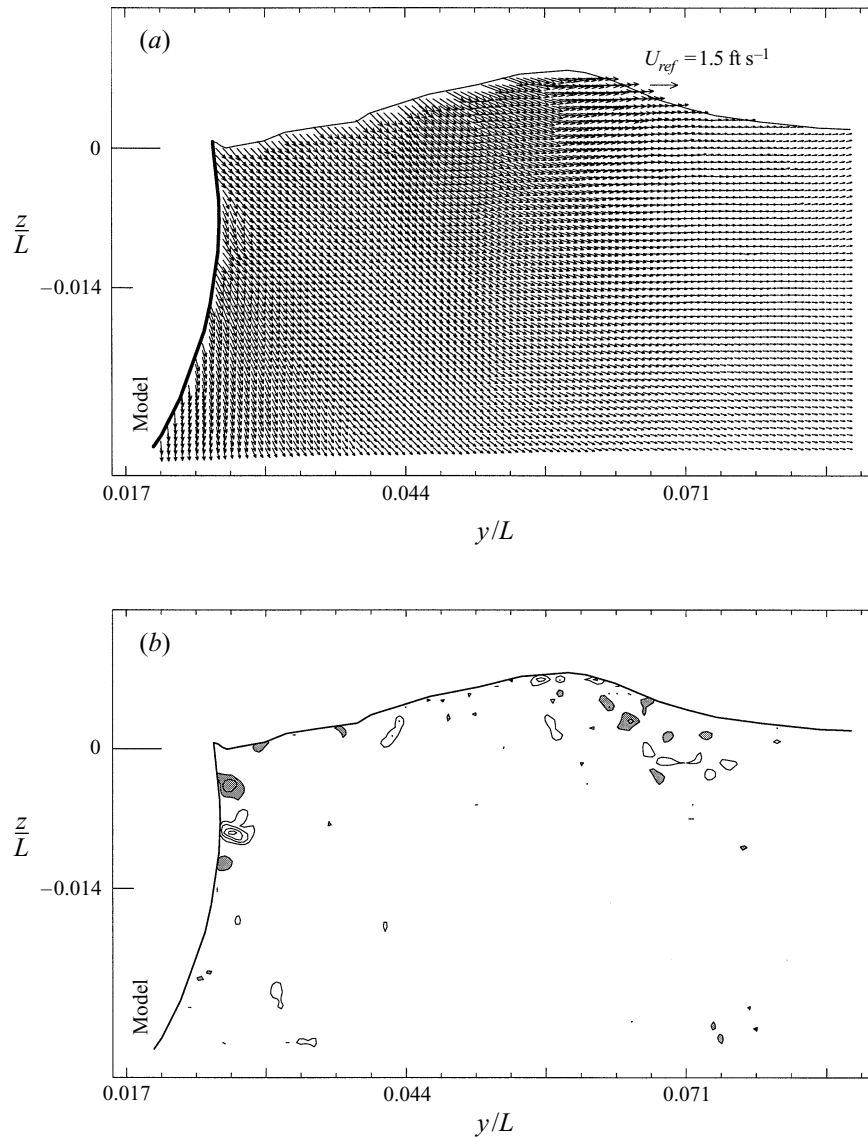 (a)
U_ref = 1.5 ft s⁻¹
0
z
L
–0.014
Model
0.017
0.044
0.071
y/L
(b)
0
z
L
–0.014
Model
0.017
0.044
0.071
y/L